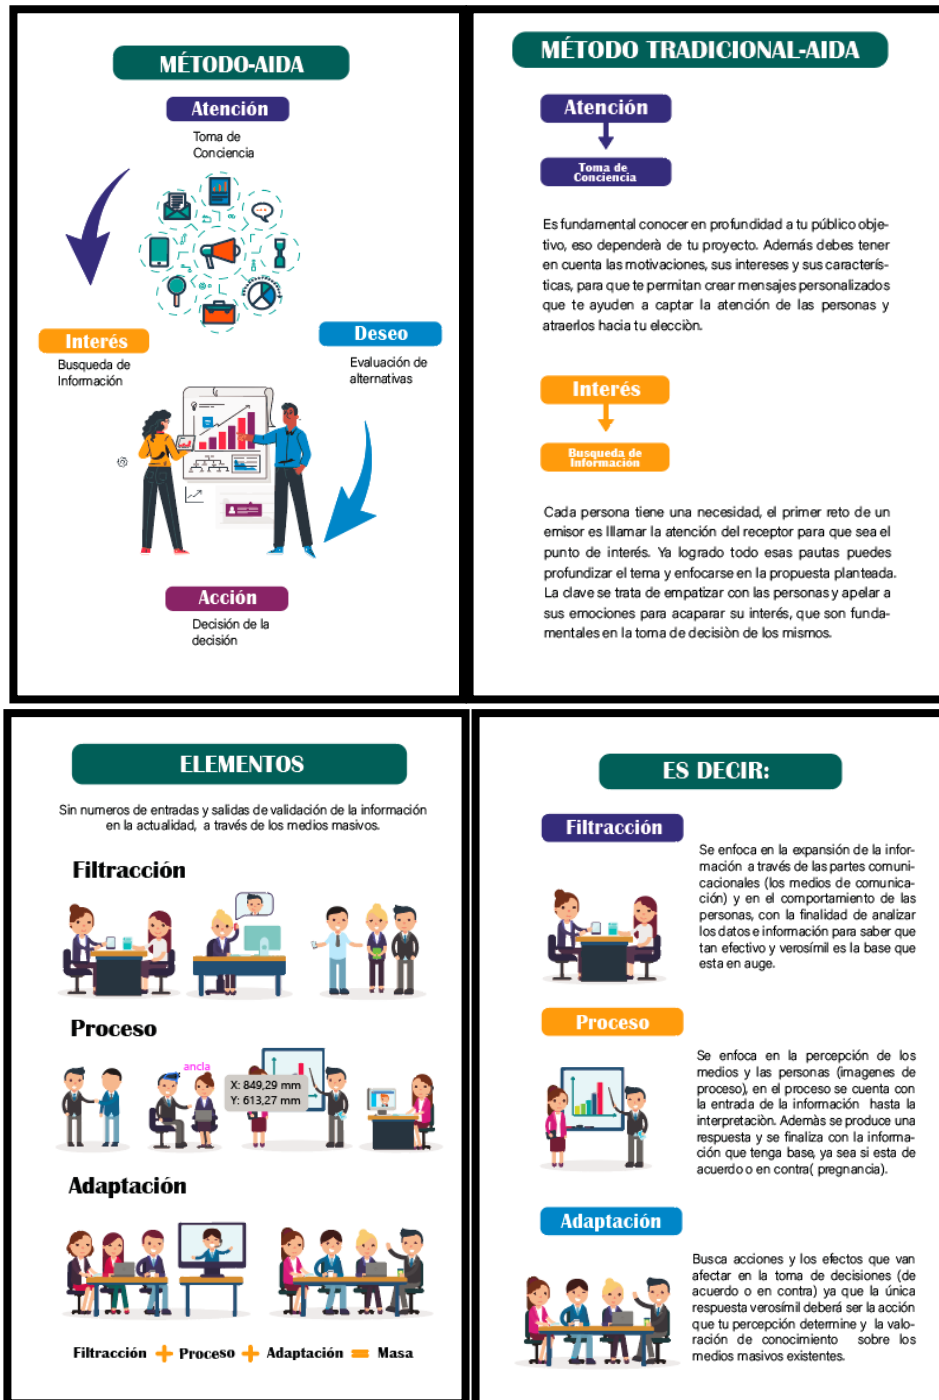 MÉTODO-AIDA
Atención
Toma de
Conciencia
Interés
Busqueda de
Información
Deseo
Evaluación de
alternativas
Acción
Decisión de la
decisión
MÉTODO TRADICIONAL-AIDA
Atención
Toma de
Conciencia
Es fundamental conocer en profundidad a tu público obje-
tivo, eso dependerà de tu proyecto. Además debes tener
en cuenta las motivaciones, sus intereses y sus caracterís-
ticas, para que te permitan crear mensajes personalizados
que te ayuden a captar la atención de las personas y
atraerlos hacia tu elecciòn.
Interés
Busqueda de
Información
Cada persona tiene una necesidad, el primer reto de un
emisor es lllamar la atención del receptor para que sea el
punto de interés. Ya logrado todo esas pautas puedes
profundizar el tema y enfocarse en la propuesta planteada.
La clave se trata de empatizar con las personas y apelar a
sus emociones para acaparar su interés, que son funda-
mentales en la toma de decisiòn de los mismos.
ELEMENTOS
Sin numeros de entradas y salidas de validación de la información
en la actualidad, a través de los medios masivos.
Filtracción
Proceso
ancla
X: 849,29 mm
Y: 613,27 mm
Adaptación
Filtracción + Proceso + Adaptación = Masa
ES DECIR:
Filtracción
Se enfoca en la expansión de la infor-
mación a través de las partes comuni-
cacionales (los medios de comunica-
ción) y en el comportamiento de las
personas, con la finalidad de analizar
los datos e información para saber que
tan efectivo y verosímil es la base que
esta en auge.
Proceso
Se enfoca en la percepción de los
medios y las personas (imagenes de
proceso), en el proceso se cuenta con
la entrada de la información hasta la
interpretaciòn. Ademàs se produce una
respuesta y se finaliza con la informa-
ción que tenga base, ya sea si esta de
acuerdo o en contra( pregnancia).
Adaptación
Busca acciones y los efectos que van
afectar en la toma de decisiones (de
acuerdo o en contra) ya que la única
respuesta verosímil deberá ser la acción
que tu percepción determine y la valo-
ración de conocimiento sobre los
medios masivos existentes.